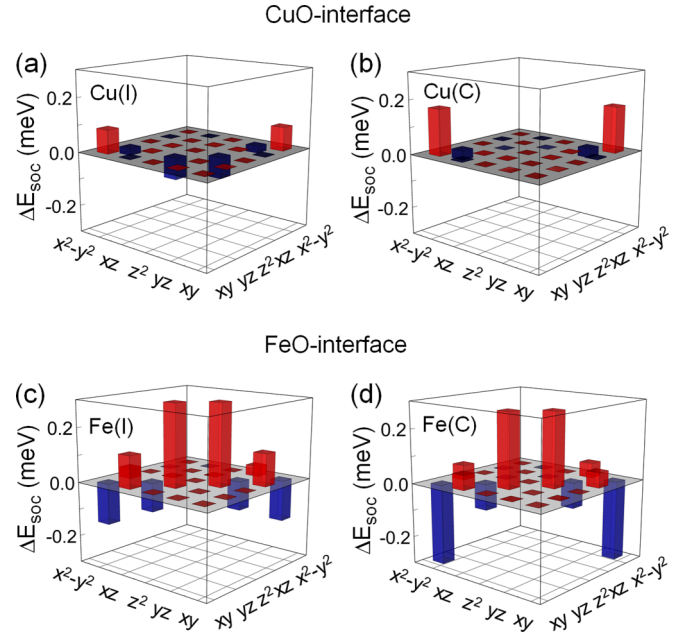 CuO-interface
(a)
Cu(I)
ΔEsoc (meV)
0.2
0.0
-0.2
x²-y² xz z² yz xy
xy yz z² xz x²-y²
(b)
Cu(C)
ΔEsoc (meV)
0.2
0.0
-0.2
x²-y² xz z² yz xy
xy yz z² xz x²-y²
FeO-interface
(c)
Fe(I)
ΔEsoc (meV)
0.2
0.0
-0.2
x²-y² xz z² yz xy
xy yz z² xz x²-y²
(d)
Fe(C)
ΔEsoc (meV)
0.2
0.0
-0.2
x²-y² xz z² yz xy
xy yz z² xz x²-y²